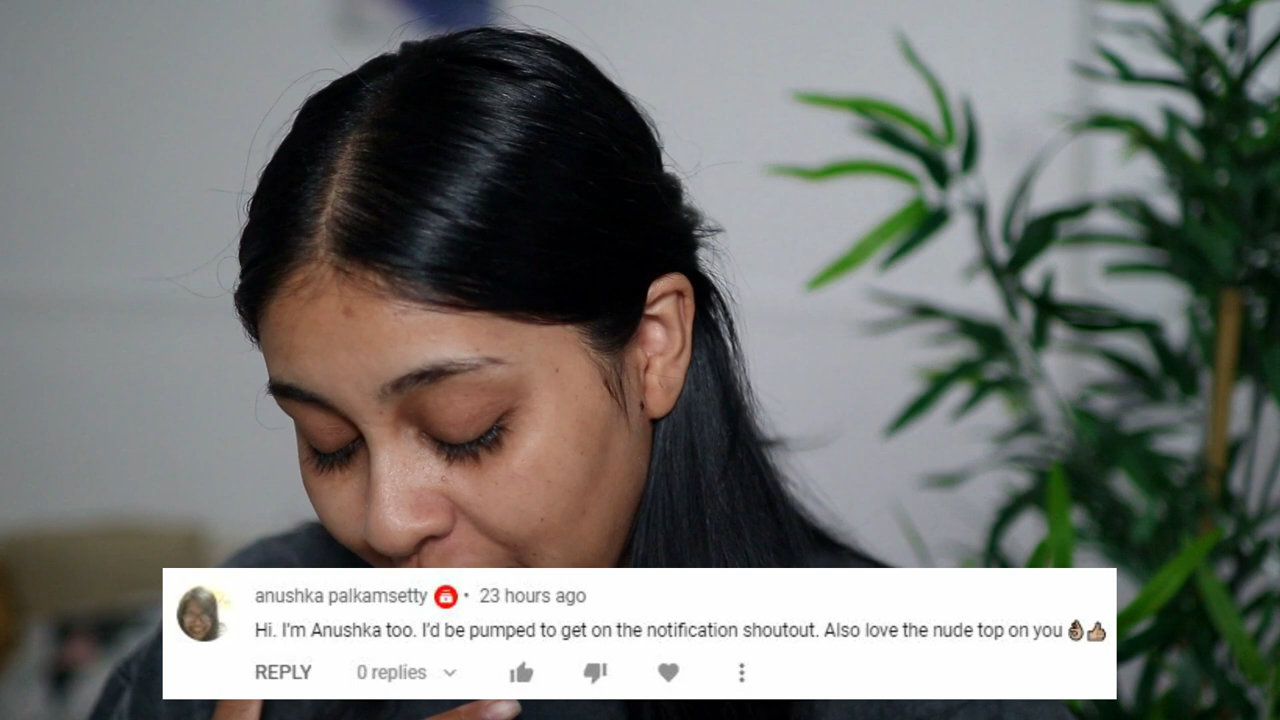 anushka palkamsetty • 23 hours ago
Hi. I'm Anushka too. I'd be pumped to get on the notification shoutout. Also love the nude top on you 👌🏽👍🏽
REPLY 0 replies